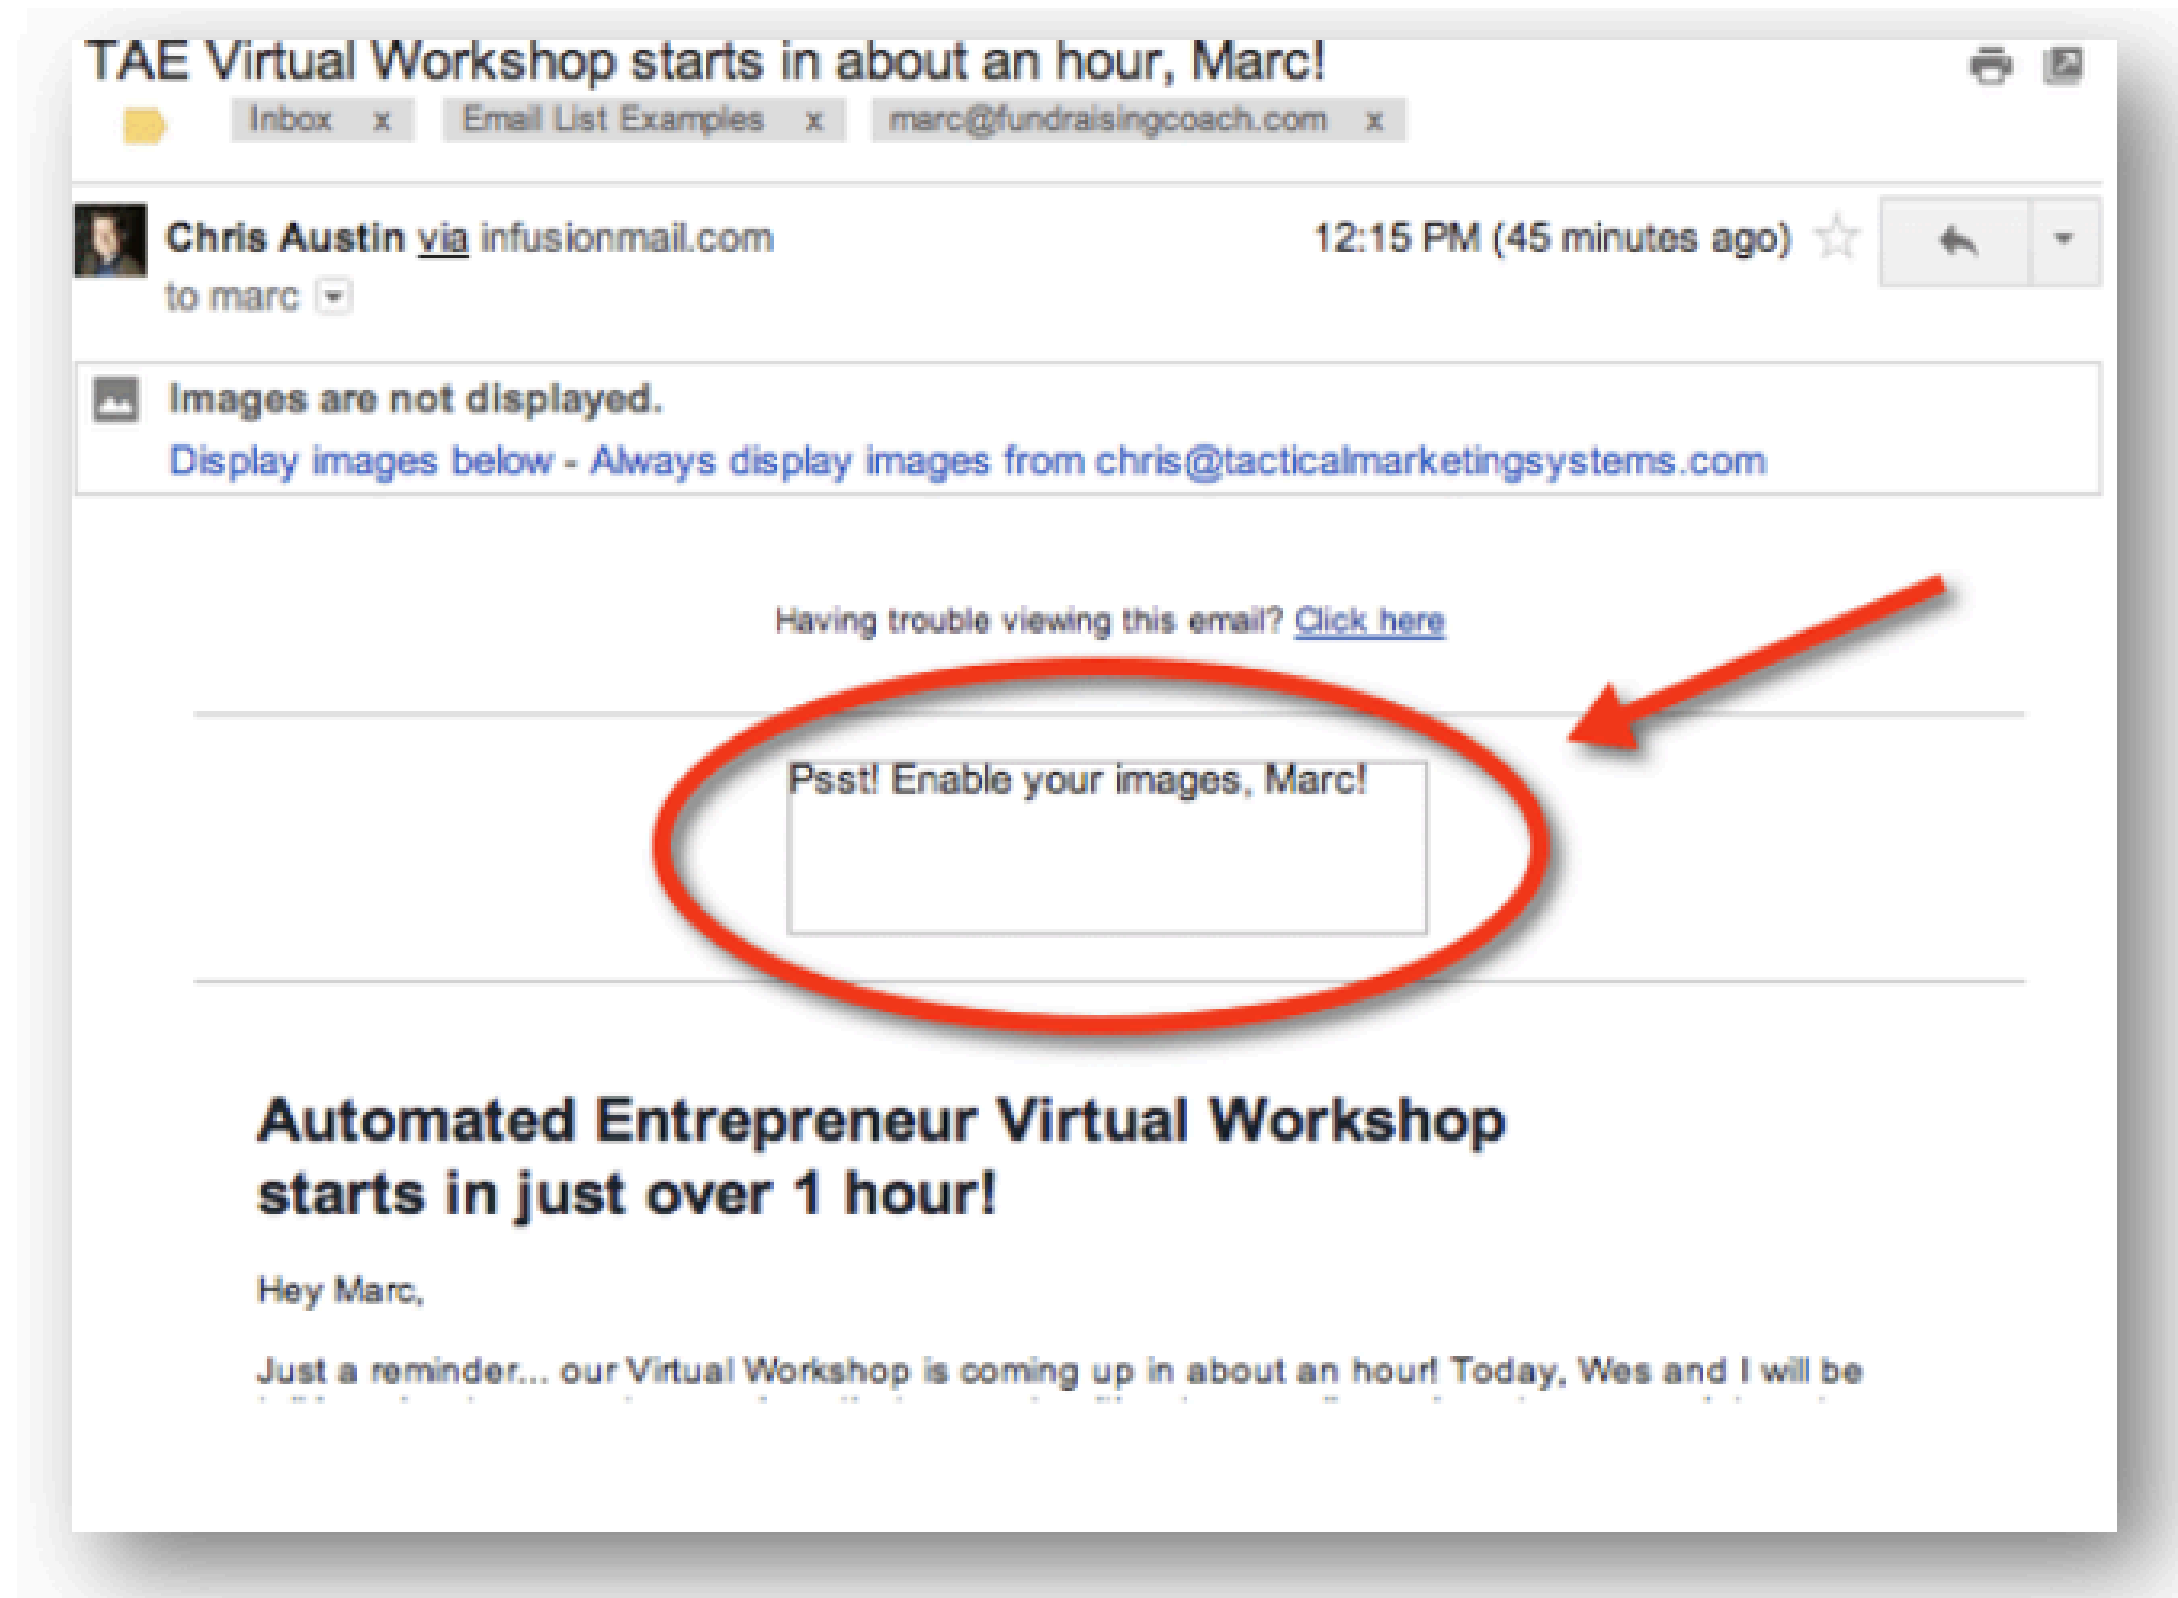 TAE Virtual Workshop starts in about an hour, Marc!
Inbox x Email List Examples x marc@fundraisingcoach.com x
Chris Austin via infusionmail.com 12:15 PM (45 minutes ago)
to marc
Images are not displayed.
Display images below - Always display images from chris@tacticalmarketingsystems.com
Having trouble viewing this email? Click here
Psst! Enable your images, Marc!
Automated Entrepreneur Virtual Workshop
starts in just over 1 hour!
Hey Marc,
Just a reminder... our Virtual Workshop is coming up in about an hour! Today, Wes and I will be